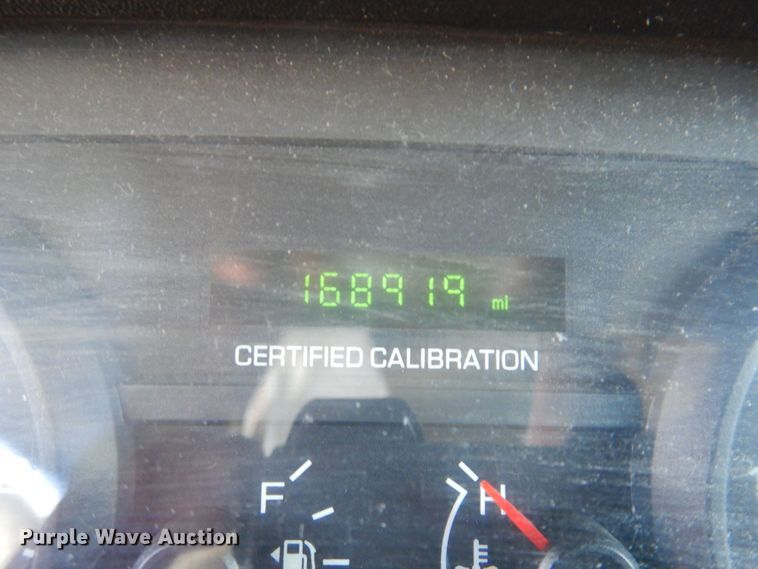 168919 mi
CERTIFIED CALIBRATION
F H
Purple Wave Auction